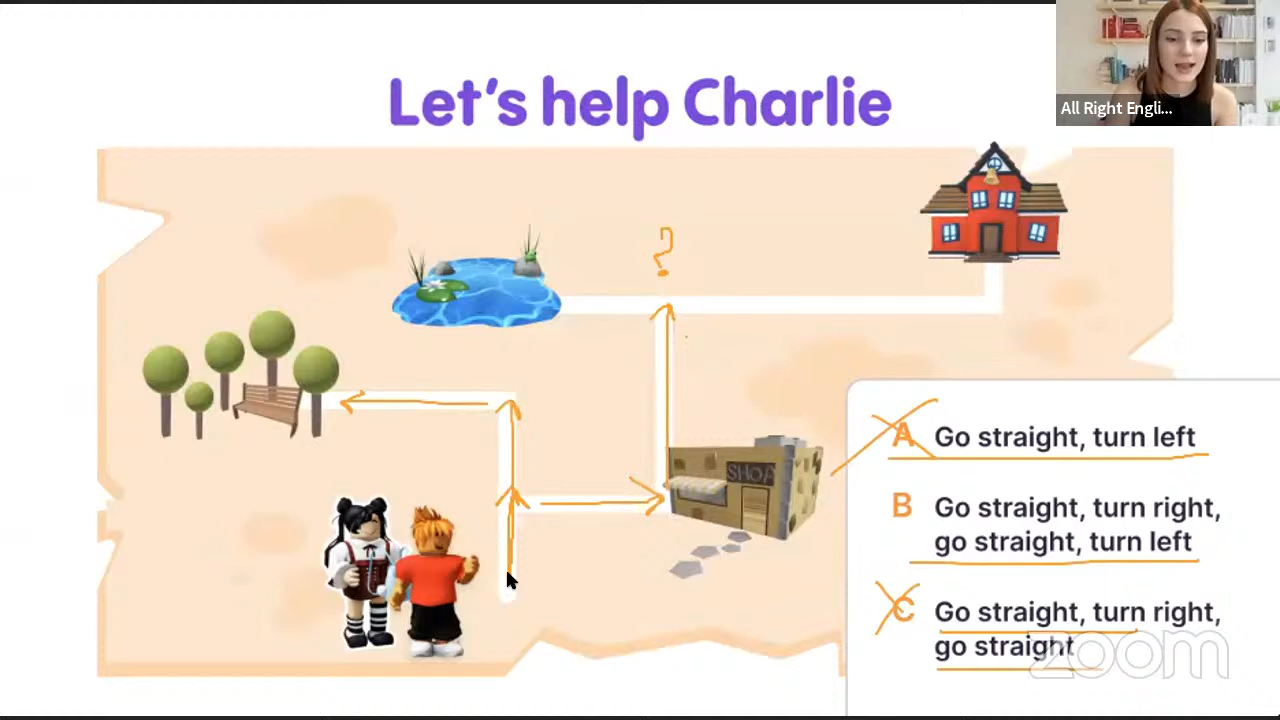 All Right Engli...
Let's help Charlie
?
SHOP
A Go straight, turn left
B Go straight, turn right,
go straight, turn left
C Go straight, turn right,
go straight
zoom